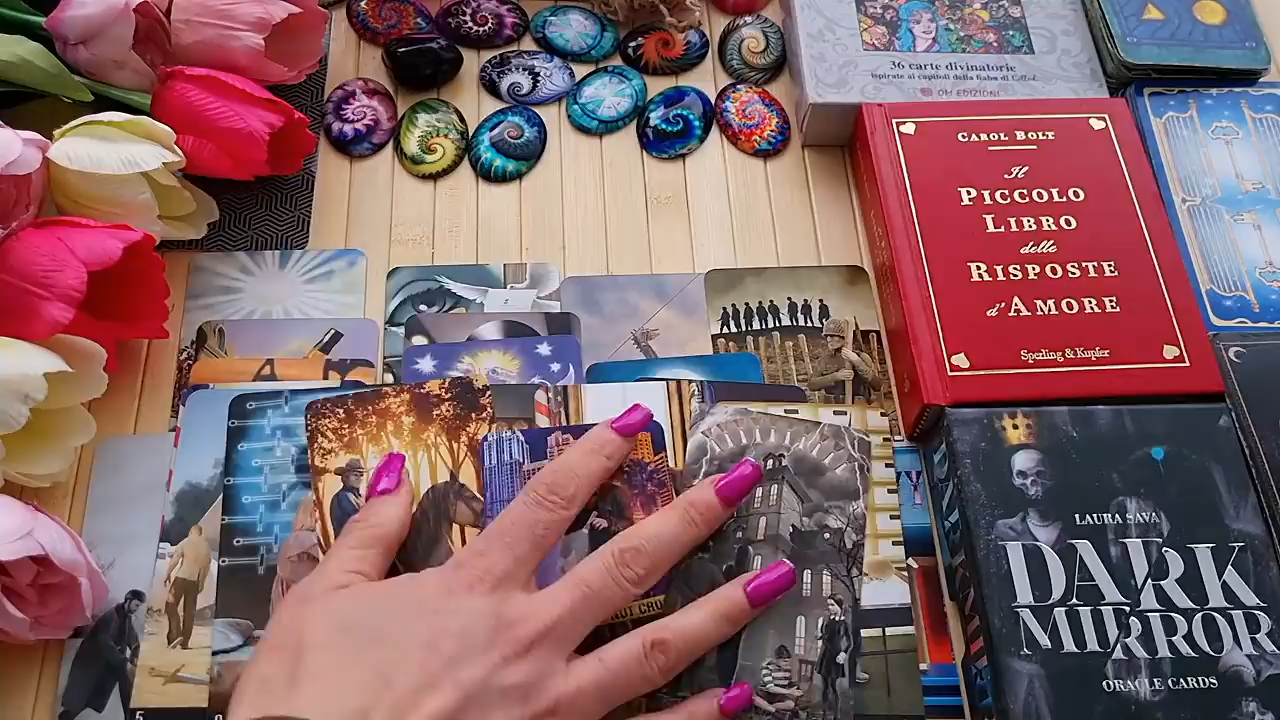 36 carte divinatorie
ispirate ai capitoli della fiaba di
OM EDIZIONI
CAROL BOLT
Il
PICCOLO
LIBRO
delle
RISPOSTE
d'AMORE
Sperling & Kupfer
LAURA SAVA
DARK
MIRROR
ORACLE CARDS
5